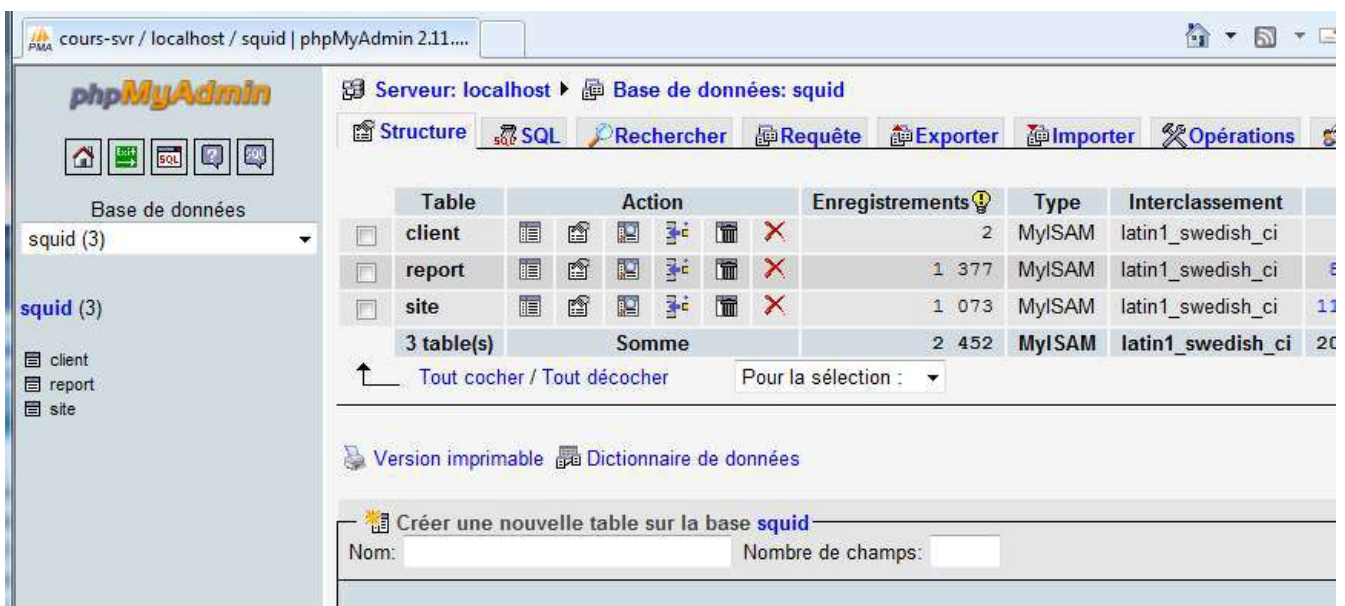 cours-svr / localhost / squid | phpMyAdmin 2.11....
phpMyAdmin
Base de données
squid (3)
squid (3)
client
report
site
Serveur: localhost Base de données: squid
Structure SQL Rechercher Requête Exporter Importer Opérations
Table Action Enregistrements Type Interclassement
client 2 MyISAM latin1_swedish_ci
report 1 377 MyISAM latin1_swedish_ci
site 1 073 MyISAM latin1_swedish_ci 11
3 table(s) Somme 2 452 MyISAM latin1_swedish_ci 20
Tout cocher / Tout décocher Pour la sélection :
Version imprimable Dictionnaire de données
Créer une nouvelle table sur la base squid
Nom: Nombre de champs: